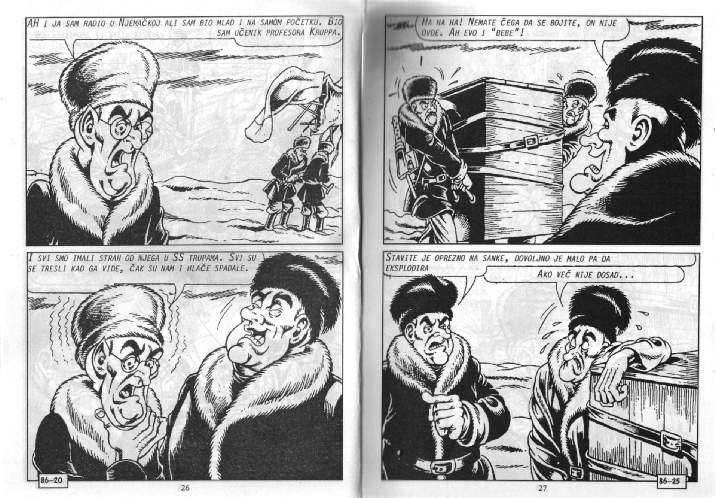 AH I JA SAM RADIO U NJEMAČKOJ ALI SAM BIO MLAD I NA SAMOM POČETKU. BIO
SAM UČENIK PROFESORA KRUPPA.
I SVI SMO IMALI STRAH OD NJEGA U SS TRUPAMA. SVI SU
SE TRESLI KAD GA VIDE, ČAK SU NAM I HLAČE SPADALE.
86-20
26
HA HA HA! NEMATE ČEGA DA SE BOJITE, ON NIJE
OVDE. AH EVO I "BEBE"!
STAVITE JE OPREZNO NA SANKE, DOVOLJNO JE MALO PA DA
EKSPLODIRA
AKO VEČ NIJE DOSAD...
27
86-25